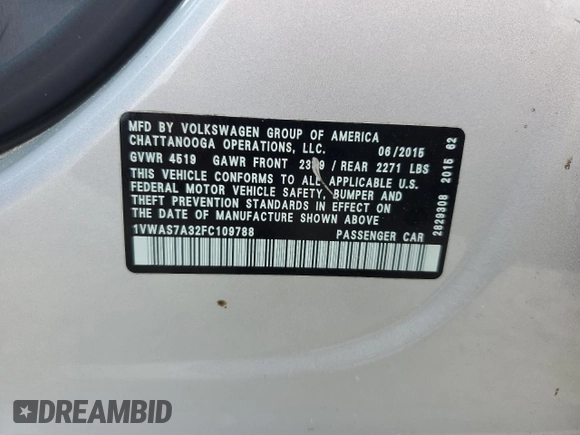 MFD BY VOLKSWAGEN GROUP OF AMERICA
CHATTANOOGA OPERATIONS, LLC. 06/2015
GVWR 4519 GAWR FRONT / REAR 2271 LBS
THIS VEHICLE CONFORMS TO ALL APPLICABLE U.S.
FEDERAL MOTOR VEHICLE SAFETY, BUMPER AND
THEFT PREVENTION STANDARDS IN EFFECT ON
THE DATE OF MANUFACTURE SHOWN ABOVE
1VWAS7A32FC109788 PASSENGER CAR
2829308 2015 62
DREAMBID